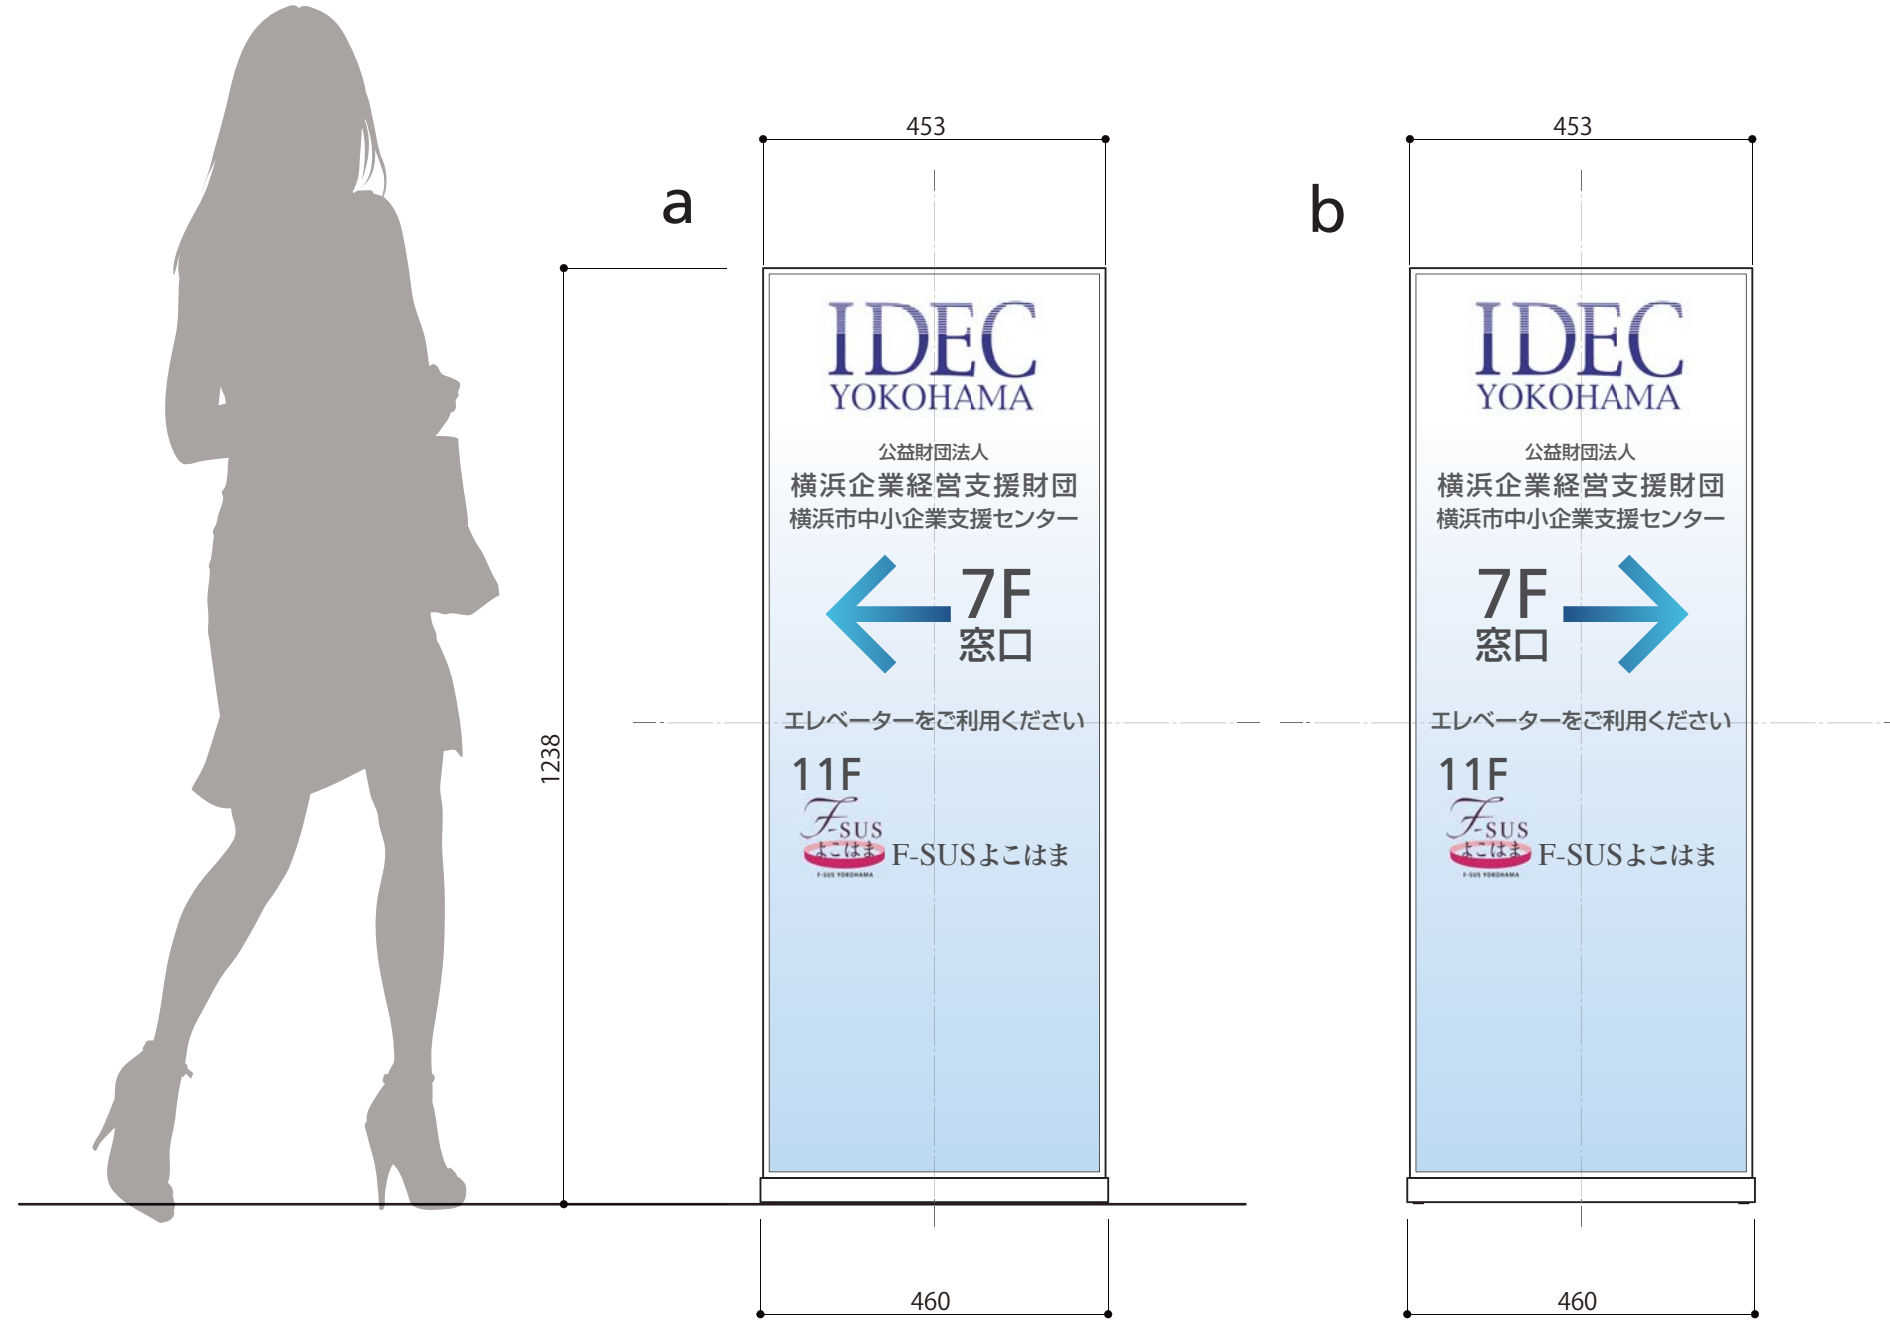 453
a
1238
IDEC
YOKOHAMA
公益財団法人
横浜企業経営支援財団
横浜市中小企業支援センター
7F
窓口
エレベーターをご利用ください
11F
F-SUS
よこはま
F-SUS YOKOHAMA
F-SUSよこはま
460
453
b
IDEC
YOKOHAMA
公益財団法人
横浜企業経営支援財団
横浜市中小企業支援センター
7F
窓口
エレベーターをご利用ください
11F
F-SUS
よこはま
F-SUS YOKOHAMA
F-SUSよこはま
460